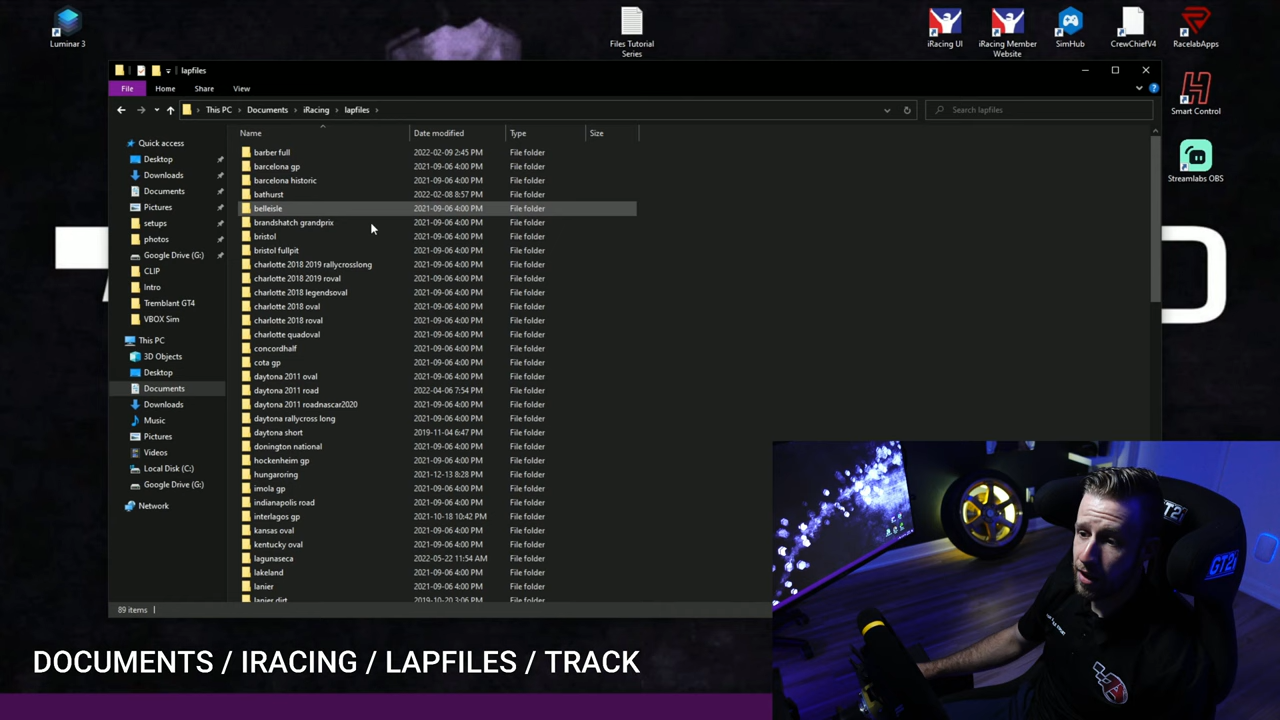 Luminar 3
Files Tutorial
Series
iRacing UI
iRacing Member
Website
SimHub
CrewChiefV4
RacelabApps
Smart Control
Streamlabs OBS
lapfiles
File Home Share View
This PC › Documents › iRacing › lapfiles ›
Search lapfiles
Name Date modified Type Size
Quick access
Desktop
Downloads
Documents
Pictures
setups
photos
Google Drive (G:)
CLIP
Intro
Tremblant GT4
VBOX Sim
This PC
3D Objects
Desktop
Documents
Downloads
Music
Pictures
Videos
Local Disk (C:)
Google Drive (G:)
Network
barber full 2022-02-09 2:45 PM File folder
barcelona gp 2021-09-06 4:00 PM File folder
barcelona historic 2021-09-06 4:00 PM File folder
bathurst 2022-02-08 8:57 PM File folder
belleisle 2021-09-06 4:00 PM File folder
brandshatch grandprix 2021-09-06 4:00 PM File folder
bristol 2021-09-06 4:00 PM File folder
bristol fullpit 2021-09-06 4:00 PM File folder
charlotte 2018 2019 rallycrosslong 2021-09-06 4:00 PM File folder
charlotte 2018 2019 roval 2021-09-06 4:00 PM File folder
charlotte 2018 legendsoval 2021-09-06 4:00 PM File folder
charlotte 2018 oval 2021-09-06 4:00 PM File folder
charlotte 2018 roval 2021-09-06 4:00 PM File folder
charlotte quadoval 2021-09-06 4:00 PM File folder
concordhalf 2021-09-06 4:00 PM File folder
cota gp 2021-09-06 4:00 PM File folder
daytona 2011 oval 2021-09-06 4:00 PM File folder
daytona 2011 road 2022-04-06 7:54 PM File folder
daytona 2011 roadnascar2020 2021-09-06 4:00 PM File folder
daytona rallycross long 2021-09-06 4:00 PM File folder
daytona short 2019-11-04 6:47 PM File folder
donington national 2021-09-06 4:00 PM File folder
hockenheim gp 2021-09-06 4:00 PM File folder
hungaroring 2021-12-13 8:28 PM File folder
imola gp 2021-09-06 4:00 PM File folder
indianapolis road 2021-09-06 4:00 PM File folder
interlagos gp 2021-10-18 10:42 PM File folder
kansas oval 2021-09-06 4:00 PM File folder
kentucky oval 2021-09-06 4:00 PM File folder
lagunaseca 2022-05-22 11:54 AM File folder
lakeland 2021-09-06 4:00 PM File folder
lanier 2021-09-06 4:00 PM File folder
lanier dirt 2019-10-20 3:06 PM File folder
89 items
GT2i
DOCUMENTS / IRACING / LAPFILES / TRACK